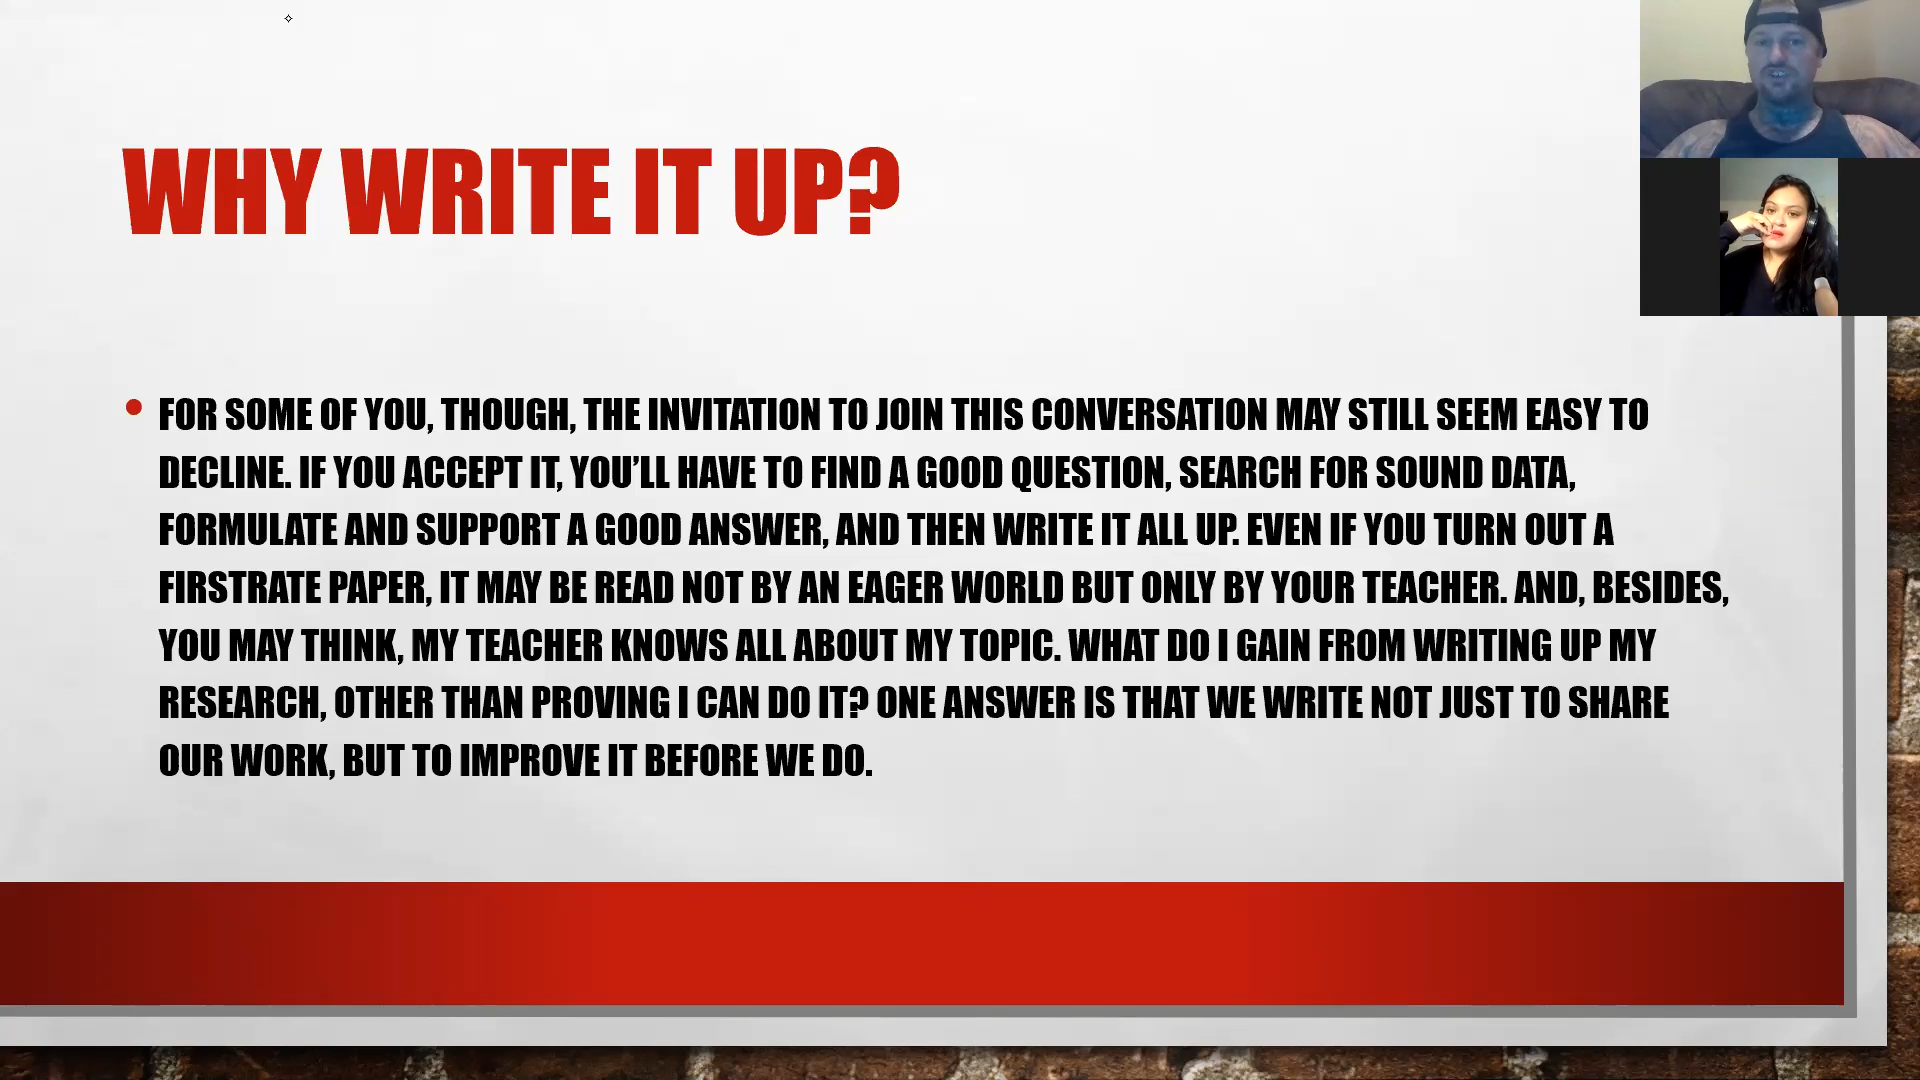 WHY WRITE IT UP?
• FOR SOME OF YOU, THOUGH, THE INVITATION TO JOIN THIS CONVERSATION MAY STILL SEEM EASY TO
DECLINE. IF YOU ACCEPT IT, YOU’LL HAVE TO FIND A GOOD QUESTION, SEARCH FOR SOUND DATA,
FORMULATE AND SUPPORT A GOOD ANSWER, AND THEN WRITE IT ALL UP. EVEN IF YOU TURN OUT A
FIRSTRATE PAPER, IT MAY BE READ NOT BY AN EAGER WORLD BUT ONLY BY YOUR TEACHER. AND, BESIDES,
YOU MAY THINK, MY TEACHER KNOWS ALL ABOUT MY TOPIC. WHAT DO I GAIN FROM WRITING UP MY
RESEARCH, OTHER THAN PROVING I CAN DO IT? ONE ANSWER IS THAT WE WRITE NOT JUST TO SHARE
OUR WORK, BUT TO IMPROVE IT BEFORE WE DO.